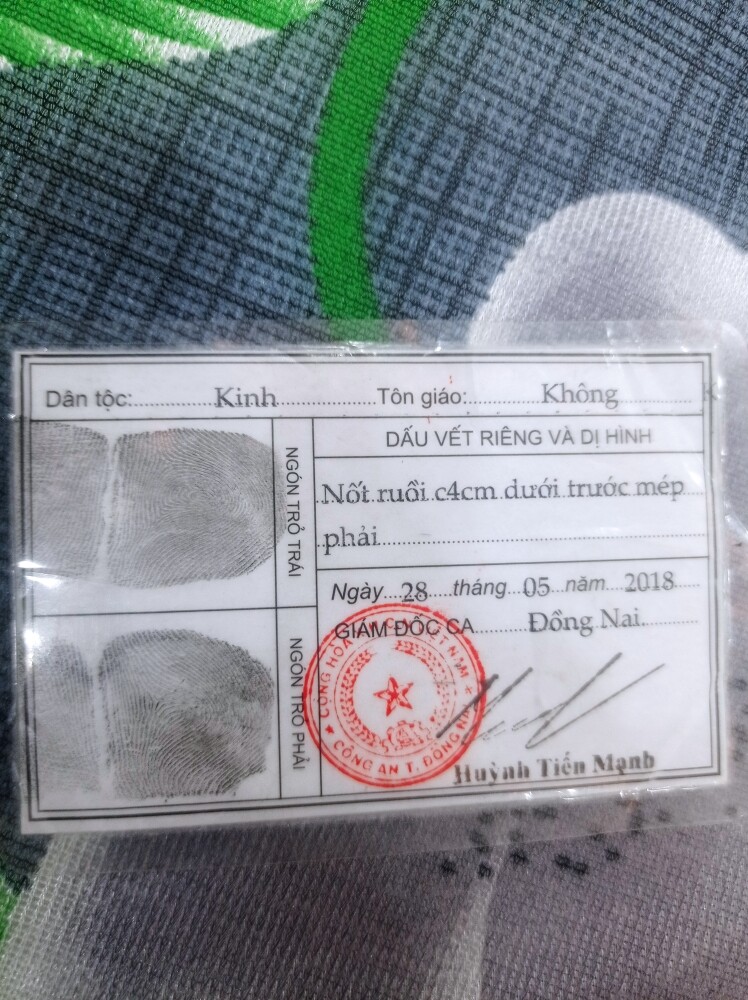 Dân tộc:............Kinh..............Tôn giáo:..........Không
NGÓN TRỎ TRÁI
DẤU VẾT RIÊNG VÀ DỊ HÌNH
Nốt ruồi c4cm dưới trước mép
phải
Ngày....28....tháng...05...năm...2018
GIÁM ĐỐC CA.........Đồng Nai
NGÓN TRỎ PHẢI
CÔNG AN T. ĐỒNG NAI
Huỳnh Tiến Mạnh